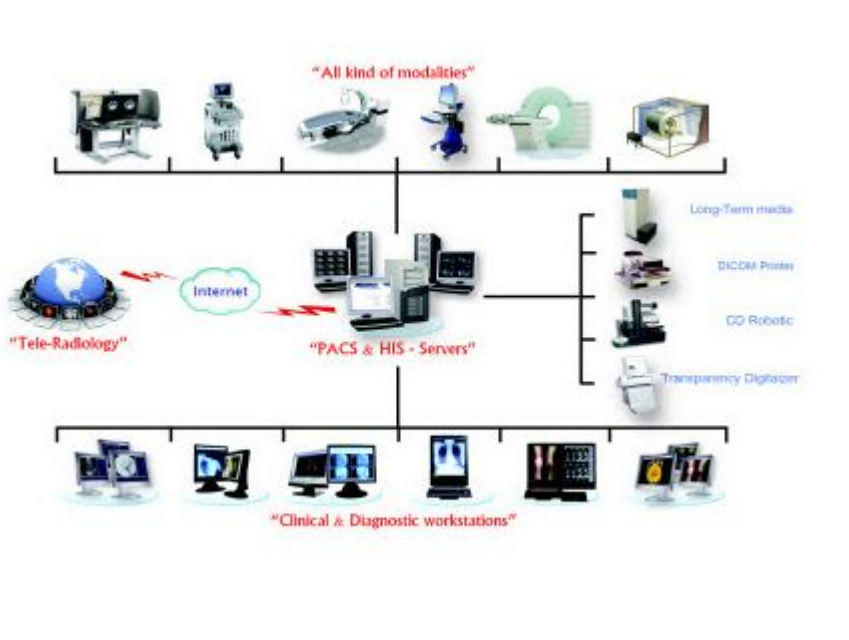 "All kind of modalities"
Long-Term media
DICOM Printer
Internet
CD Robotic
"Tele-Radiology"
"PACS & HIS - Servers"
Transparency Digitaizer
"Clinical & Diagnostic workstations"